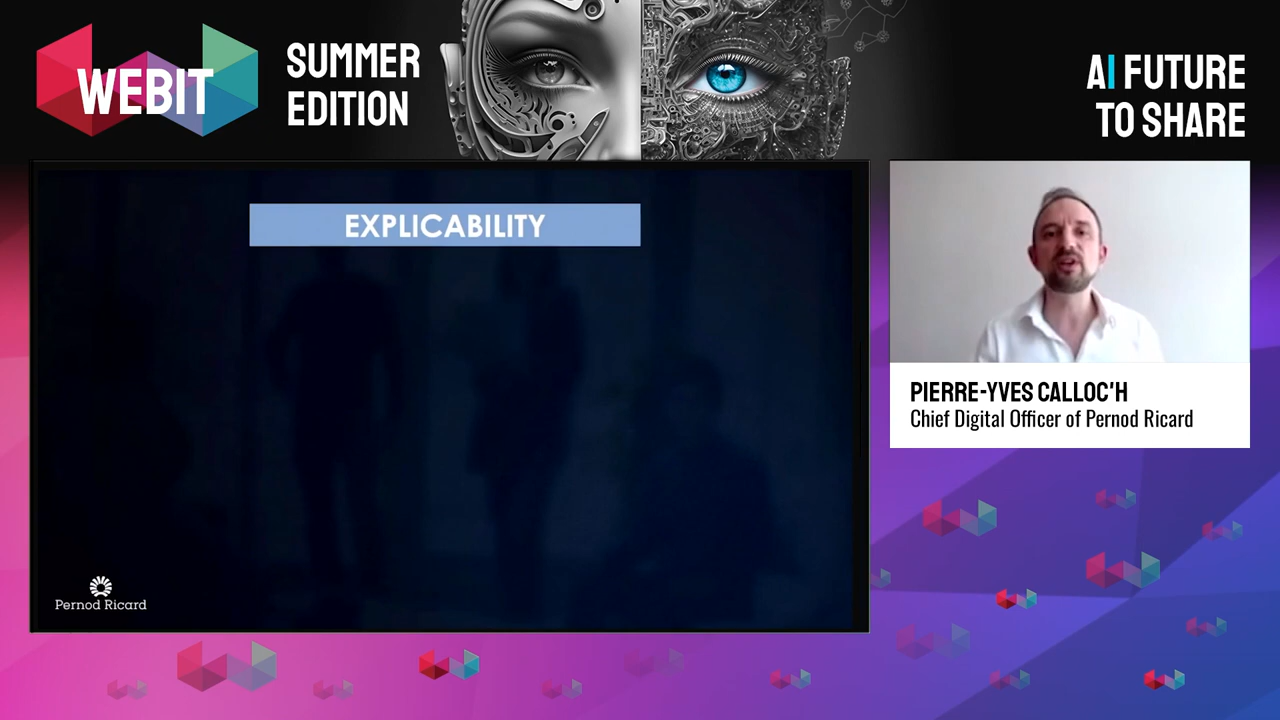 WEBIT
SUMMER
EDITION
AI FUTURE
TO SHARE
EXPLICABILITY
Pernod Ricard
PIERRE-YVES CALLOC'H
Chief Digital Officer of Pernod Ricard